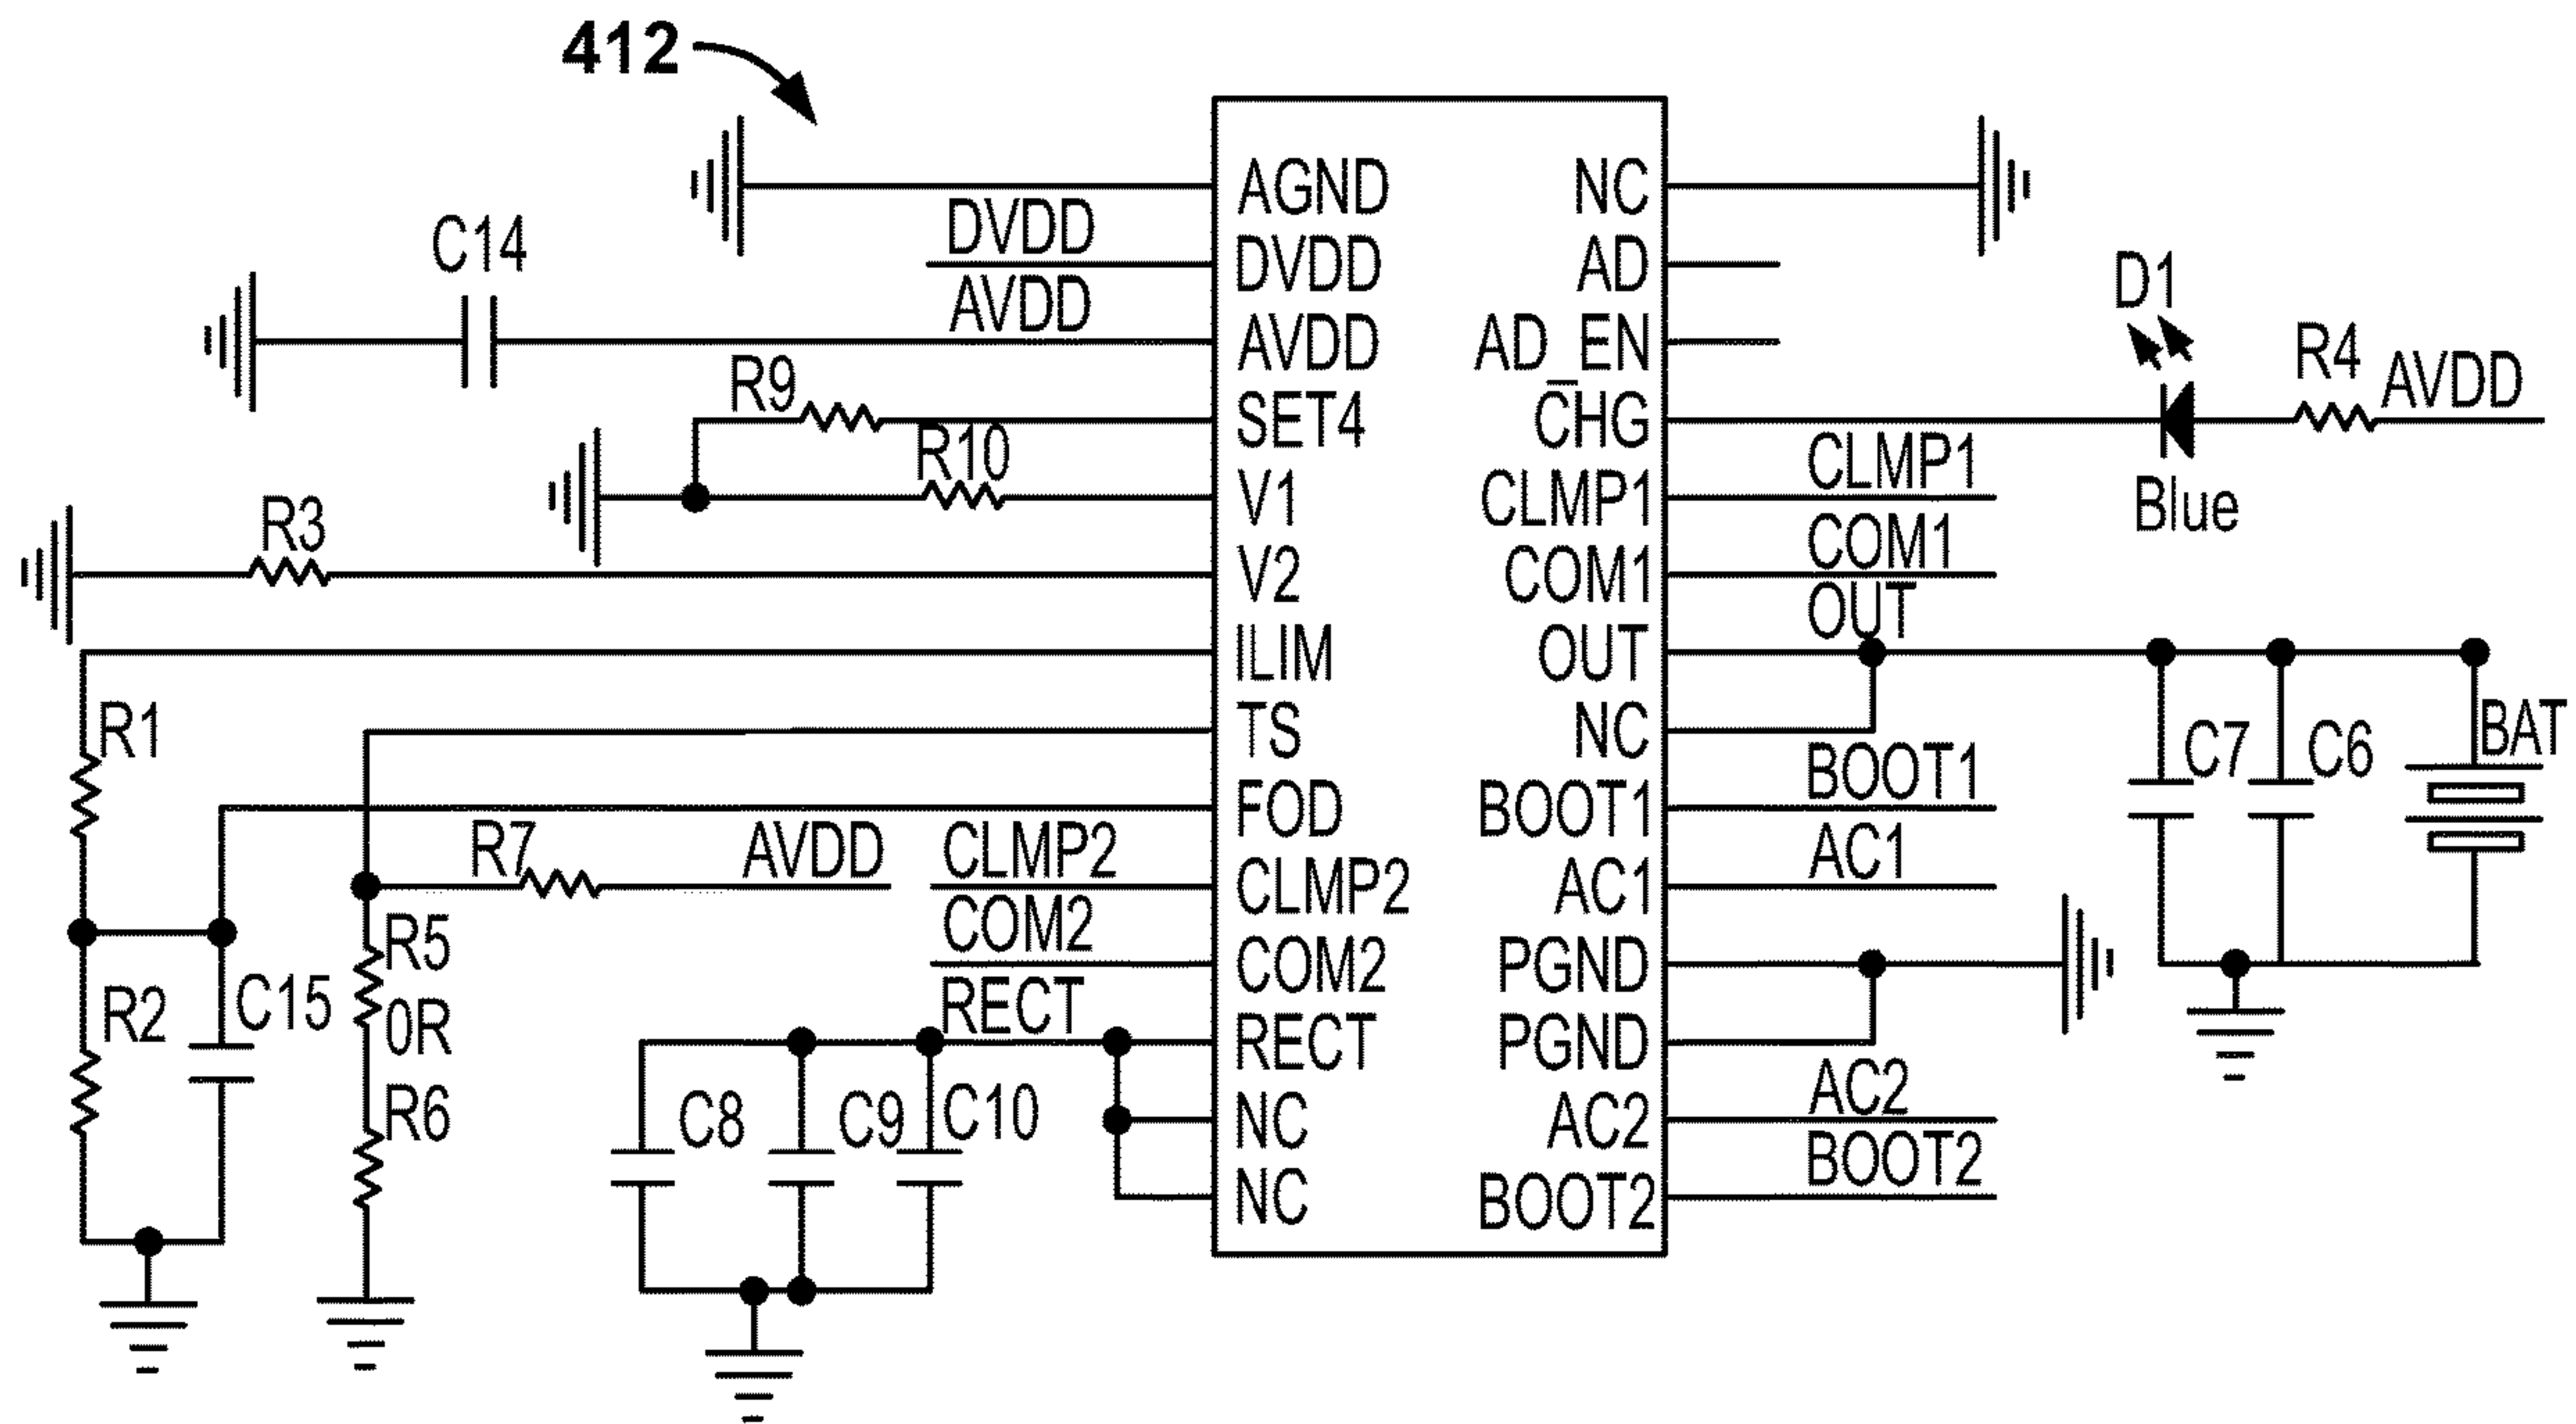 412
AGND NC
DVDD
DVDD AD
C14
AVDD
AVDD AD_EN
D1
R4
AVDD
R9
SET4 CHG
R10
CLMP1
V1 CLMP1
Blue
R3
COM1
V2 COM1
OUT
ILIM OUT
R1
TS NC
C7
C6
BAT
BOOT1
FOD BOOT1
R7
AVDD
CLMP2
AC1
CLMP2 AC1
R5
COM2
COM2 PGND
R2
C15
0R
RECT
RECT PGND
R6
C8
C9
C10
AC2
NC AC2
BOOT2
NC BOOT2